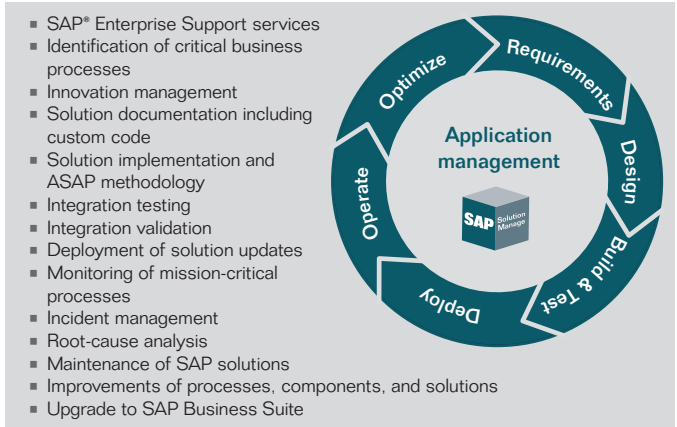 SAP® Enterprise Support services
Identification of critical business
processes
Innovation management
Solution documentation including
custom code
Solution implementation and
ASAP methodology
Integration testing
Integration validation
Deployment of solution updates
Monitoring of mission-critical
processes
Incident management
Root-cause analysis
Maintenance of SAP solutions
Improvements of processes, components, and solutions
Upgrade to SAP Business Suite
Requirements
Design
Build & Test
Deploy
Operate
Optimize
Application
management
SAP
Solution
Manage